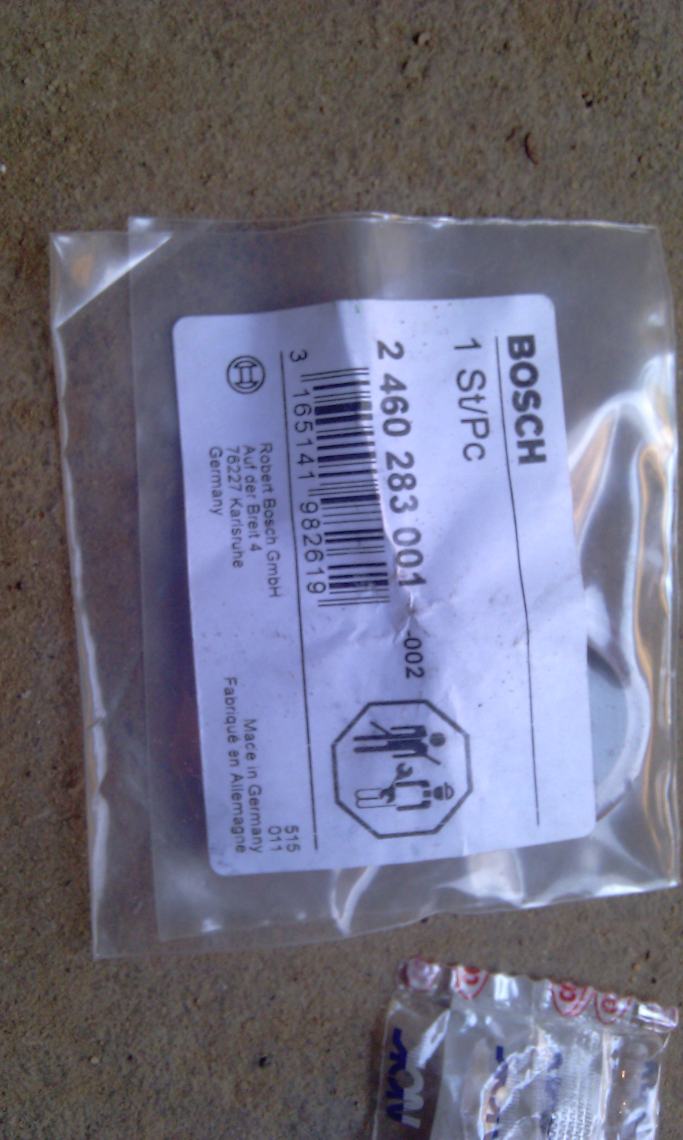 BOSCH
1 St/Pc
2 460 283 001
-002
3 165141 982619
Robert Bosch GmbH
Auf der Breit 4
76227 Karlsruhe
Germany
515
011
Made in Germany
Fabriqué en Allemagne